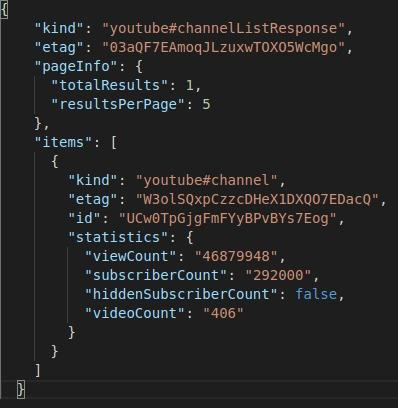 {
"kind": "youtube#channelListResponse",
"etag": "03aQF7EAmoqJLzuxwTOXO5WcMgo",
"pageInfo": {
"totalResults": 1,
"resultsPerPage": 5
},
"items": [
{
"kind": "youtube#channel",
"etag": "W3olSQxpCzzcDHeX1DXQO7EDacQ",
"id": "UCw0TpGjgFmFYyBPvBYs7Eog",
"statistics": {
"viewCount": "46879948",
"subscriberCount": "292000",
"hiddenSubscriberCount": false,
"videoCount": "406"
}
}
]
}